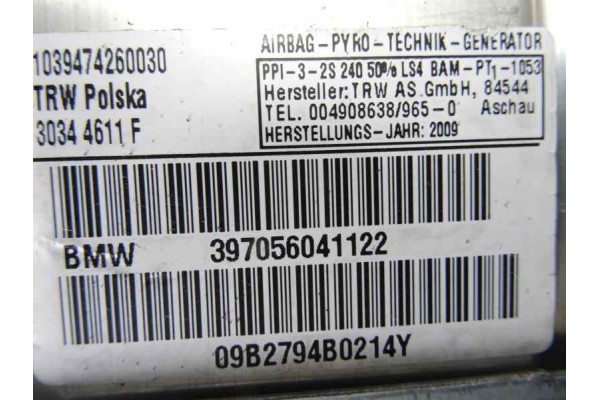 1039474260030
TRW Polska
3034 4611 F
AIRBAG-PYRO-TECHNIK-GENERATOR
PPI-3-2S 240 50% LS4 BAM-PT1-1053
Hersteller: TRW AS.GmbH, 84544
TEL. 004908638/965-0 Aschau
HERSTELLUNGS-JAHR: 2009
BMW 397056041122
09B2794B0214Y